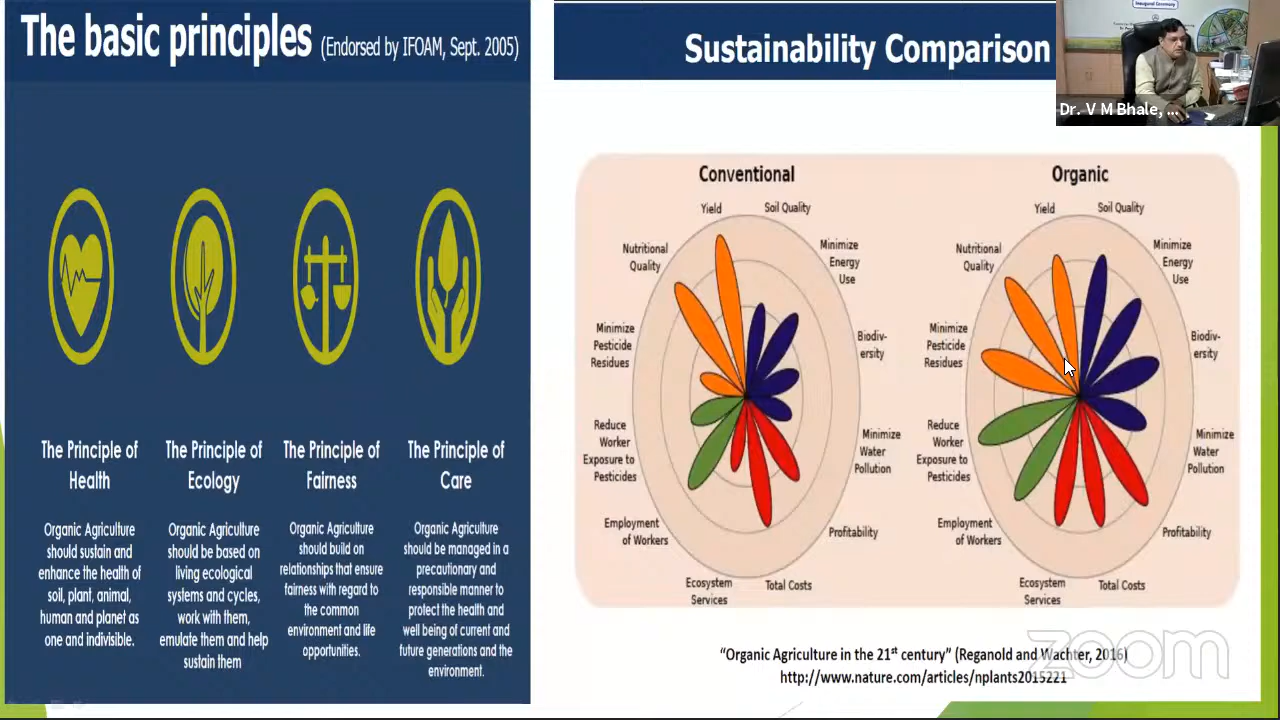 The basic principles (Endorsed by IFOAM, Sept. 2005)
The Principle of
Health
Organic Agriculture
should sustain and
enhance the health of
soil, plant, animal,
human and planet as
one and indivisible.
The Principle of
Ecology
Organic Agriculture
should be based on
living ecological
systems and cycles,
work with them,
emulate them and help
sustain them
The Principle of
Fairness
Organic Agriculture
should build on
relationships that ensure
fairness with regard to
the common
environment and life
opportunities.
The Principle of
Care
Organic Agriculture
should be managed in a
precautionary and
responsible manner to
protect the health and
well being of current and
future generations and the
environment.
Sustainability Comparison
Inaugural Ceremony
Dr. V M Bhale, ...
Conventional
Yield
Soil Quality
Nutritional
Quality
Minimize
Energy
Use
Minimize
Pesticide
Residues
Biodiv-
ersity
Reduce
Worker
Exposure to
Pesticides
Minimize
Water
Pollution
Employment
of Workers
Profitability
Ecosystem
Services
Total Costs
Organic
Yield
Soil Quality
Nutritional
Quality
Minimize
Energy
Use
Minimize
Pesticide
Residues
Biodiv-
ersity
Reduce
Worker
Exposure to
Pesticides
Minimize
Water
Pollution
Employment
of Workers
Profitability
Ecosystem
Services
Total Costs
“Organic Agriculture in the 21st century” (Reganold and Wachter, 2016)
http://www.nature.com/articles/nplants2015221
zoom